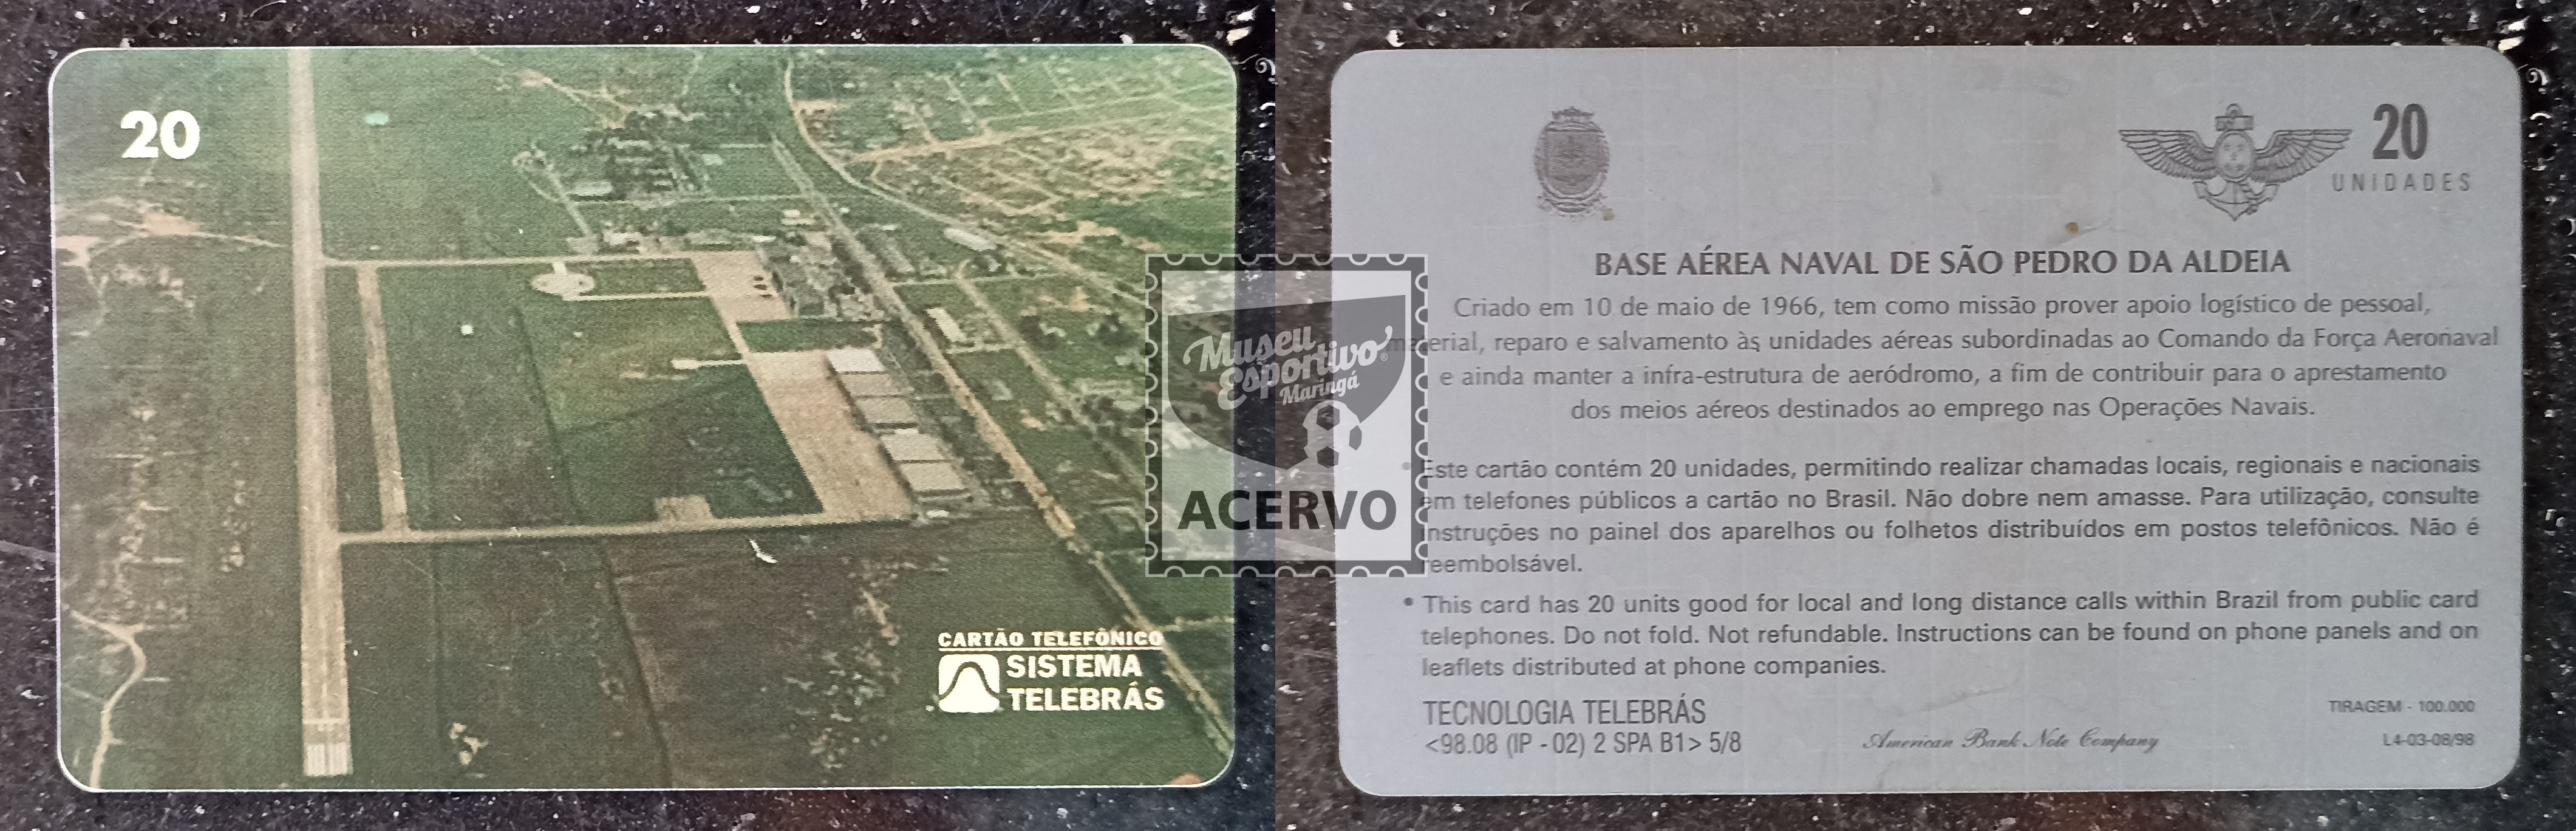 20
CARTÃO TELEFÔNICO
SISTEMA
TELEBRÁS
Museu
Esportivo
Maringá
ACERVO
20
UNIDADES
BASE AÉREA NAVAL DE SÃO PEDRO DA ALDEIA
Criado em 10 de maio de 1966, tem como missão prover apoio logístico de pessoal,
material, reparo e salvamento às unidades aéreas subordinadas ao Comando da Força Aeronaval
e ainda manter a infra-estrutura de aeródromo, a fim de contribuir para o aprestamento
dos meios aéreos destinados ao emprego nas Operações Navais.
• Este cartão contém 20 unidades, permitindo realizar chamadas locais, regionais e nacionais
em telefones públicos a cartão no Brasil. Não dobre nem amasse. Para utilização, consulte
instruções no painel dos aparelhos ou folhetos distribuídos em postos telefônicos. Não é
reembolsável.
• This card has 20 units good for local and long distance calls within Brazil from public card
telephones. Do not fold. Not refundable. Instructions can be found on phone panels and on
leaflets distributed at phone companies.
TECNOLOGIA TELEBRÁS
<98.08 (IP - 02) 2 SPA B1> 5/8
American Bank Note Company
TIRAGEM - 100.000
L4-03-08/98